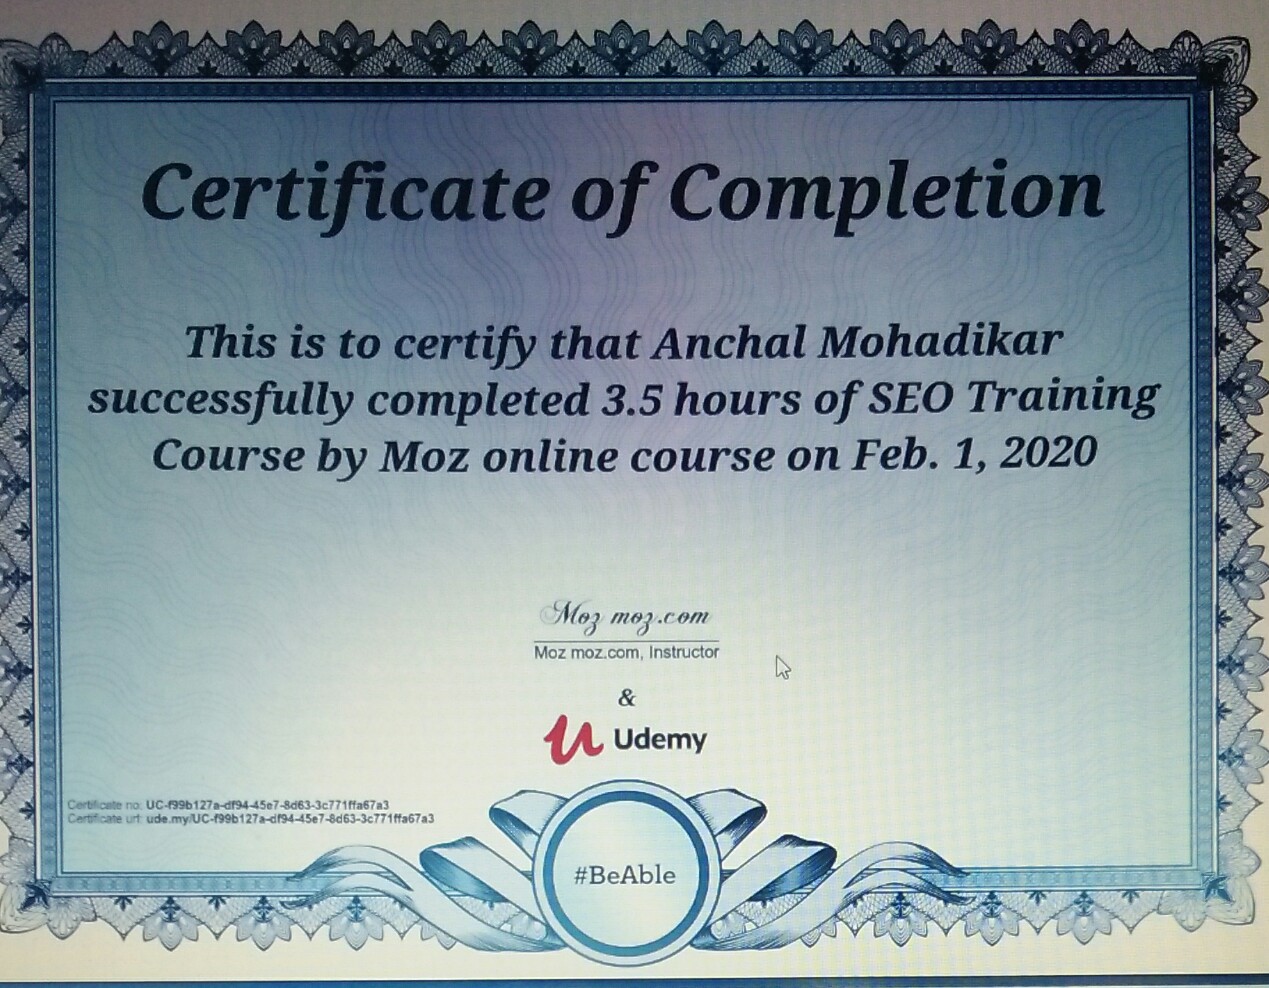 Certificate of Completion
This is to certify that Anchal Mohadikar
successfully completed 3.5 hours of SEO Training
Course by Moz online course on Feb. 1, 2020
Moz moz.com
Moz moz.com, Instructor
&
Udemy
Certificate no: UC-f99b127a-df94-45e7-8d63-3c771ffa67a3
Certificate url: ude.my/UC-f99b127a-df94-45e7-8d63-3c771ffa67a3
#BeAble